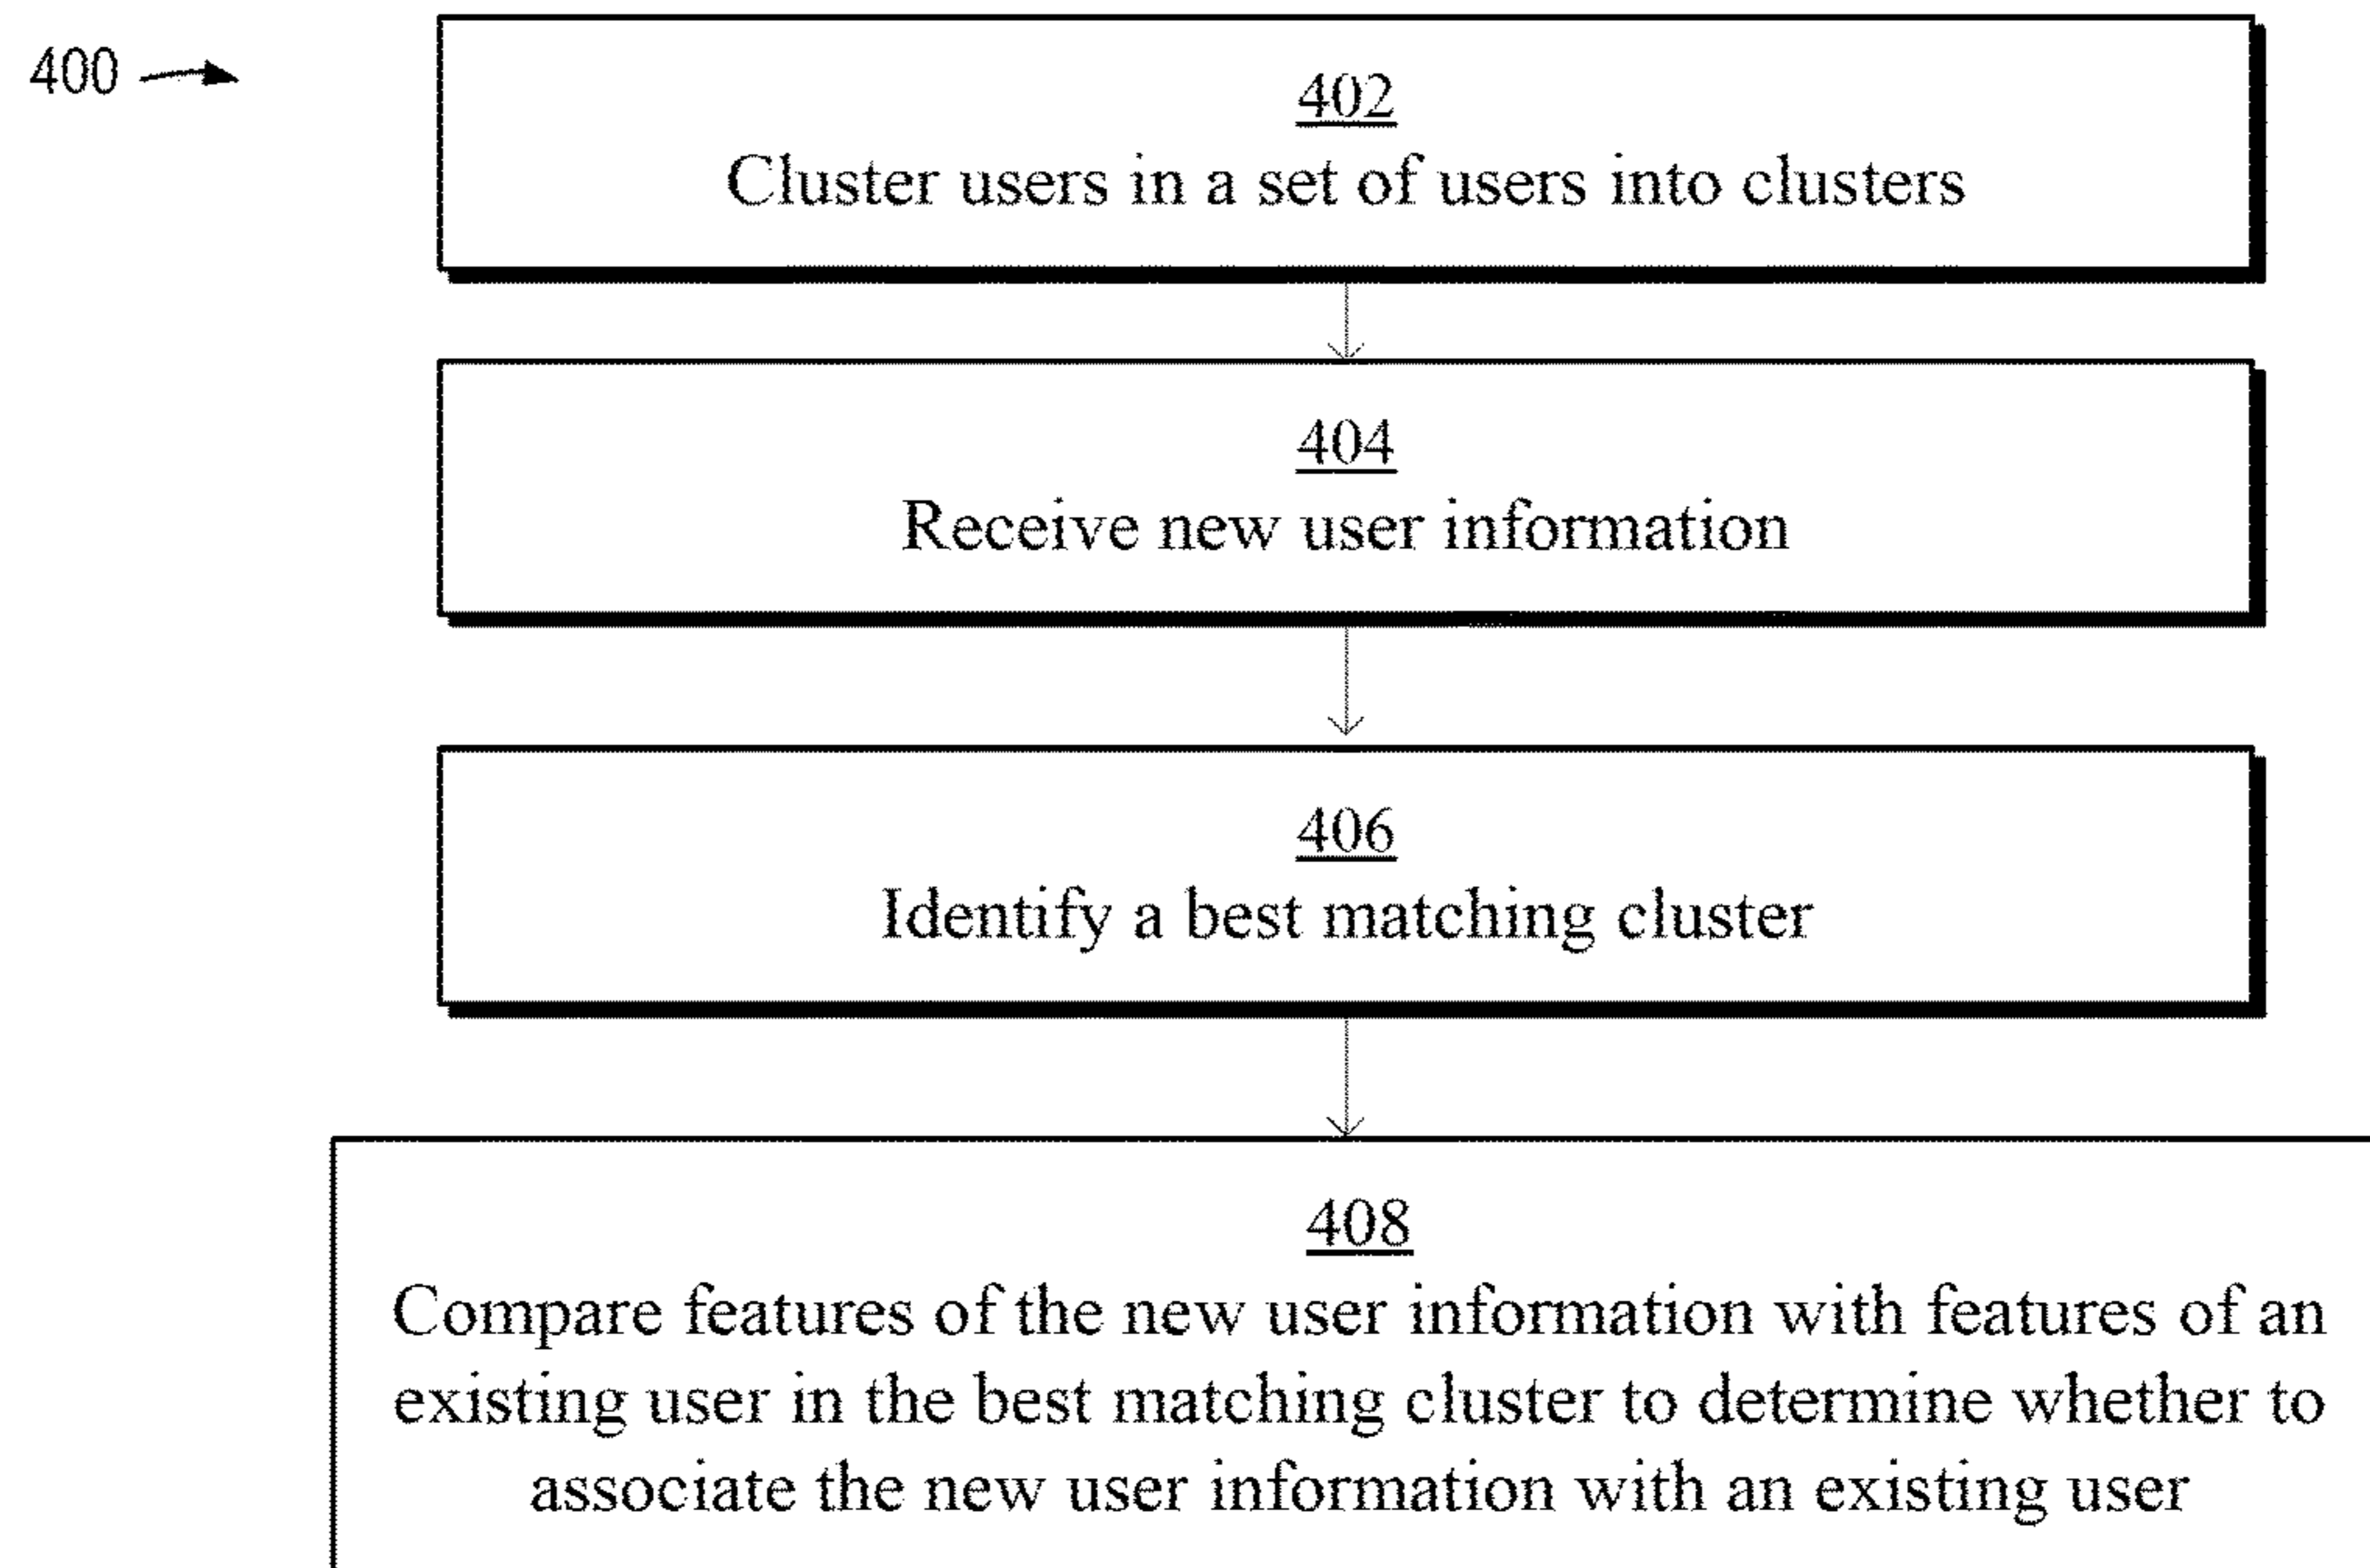 400
402
Cluster users in a set of users into clusters
404
Receive new user information
406
Identify a best matching cluster
408
Compare features of the new user information with features of an
existing user in the best matching cluster to determine whether to
associate the new user information with an existing user